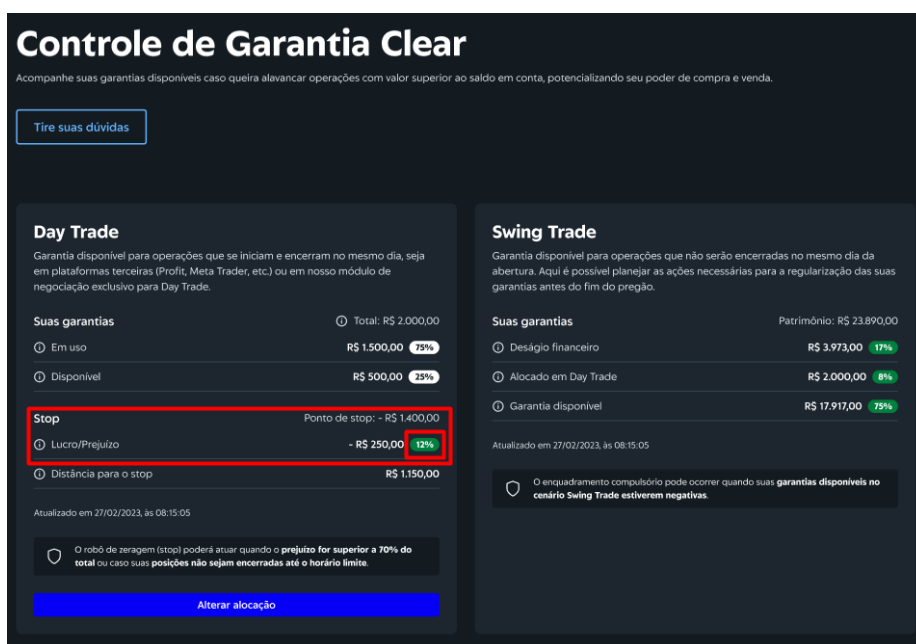 Controle de Garantia Clear
Acompanhe suas garantias disponíveis caso queira alavancar operações com valor superior ao saldo em conta, potencializando seu poder de compra e venda.
Tire suas dúvidas
Day Trade
Garantia disponível para operações que se iniciam e encerram no mesmo dia, seja
em plataformas terceiras (Profit, Meta Trader, etc.) ou em nosso módulo de
negociação exclusivo para Day Trade.
Suas garantias Total: R$ 2.000,00
Em uso R$ 1.500,00 75%
Disponível R$ 500,00 25%
Stop Ponto de stop: - R$ 1.400,00
Lucro/Prejuízo - R$ 250,00 12%
Distância para o stop R$ 1.150,00
Atualizado em 27/02/2023, às 08:15:05
O robô de zeragem (stop) poderá atuar quando o prejuízo for superior a 70% do
total ou caso suas posições não sejam encerradas até o horário limite.
Alterar alocação
Swing Trade
Garantia disponível para operações que não serão encerradas no mesmo dia da
abertura. Aqui é possível planejar as ações necessárias para a regularização das suas
garantias antes do fim do pregão.
Suas garantias Patrimônio: R$ 23.890,00
Deságio financeiro R$ 3.973,00 17%
Alocado em Day Trade R$ 2.000,00 8%
Garantia disponível R$ 17.917,00 75%
Atualizado em 27/02/2023, às 08:15:05
O enquadramento compulsório pode ocorrer quando suas garantias disponíveis no
cenário Swing Trade estiverem negativas.